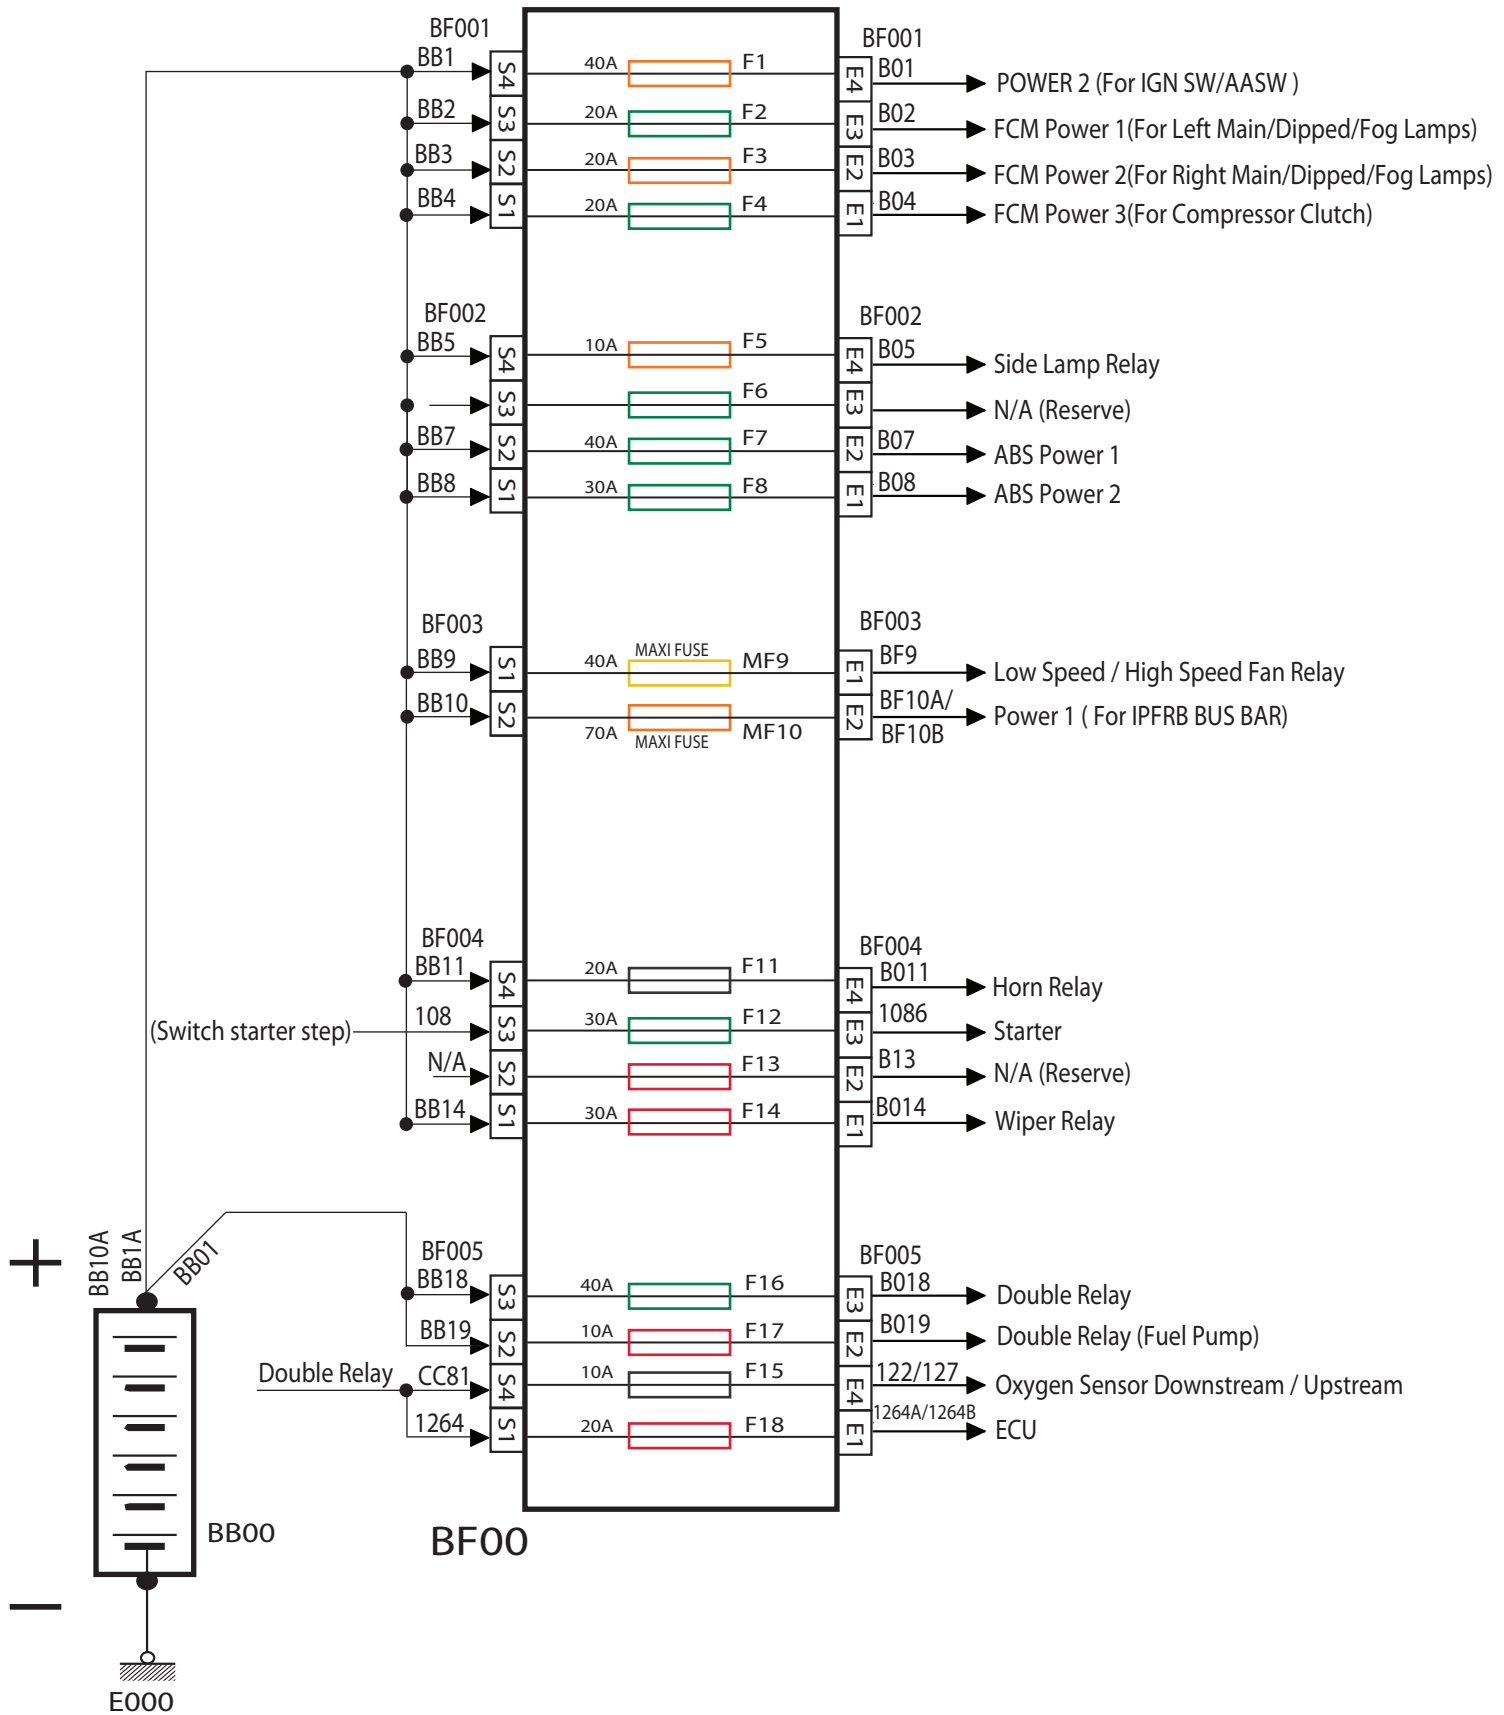 BF001
BF001
BB1 S4 40A F1 E4 B01 POWER 2 (For IGN SW/AASW )
BB2 S3 20A F2 E3 B02 FCM Power 1(For Left Main/Dipped/Fog Lamps)
BB3 S2 20A F3 E2 B03 FCM Power 2(For Right Main/Dipped/Fog Lamps)
BB4 S1 20A F4 E1 B04 FCM Power 3(For Compressor Clutch)
BF002
BF002
BB5 S4 10A F5 E4 B05 Side Lamp Relay
S3 F6 E3 N/A (Reserve)
BB7 S2 40A F7 E2 B07 ABS Power 1
BB8 S1 30A F8 E1 B08 ABS Power 2
BF003
BF003
MAXI FUSE
BB9 S1 40A MF9 E1 BF9 Low Speed / High Speed Fan Relay
BB10 S2 70A MF10 E2 BF10A/ Power 1 ( For IPFRB BUS BAR)
MAXI FUSE BF10B
BF004
BF004
BB11 S4 20A F11 E4 B011 Horn Relay
(Switch starter step) 108 S3 30A F12 E3 1086 Starter
N/A S2 F13 E2 B13 N/A (Reserve)
BB14 S1 30A F14 E1 B014 Wiper Relay
+
BB10A
BB1A
BB01
BF005
BF005
BB18 S3 40A F16 E3 B018 Double Relay
BB19 S2 10A F17 E2 B019 Double Relay (Fuel Pump)
Double Relay CC81 S4 10A F15 E4 122/127 Oxygen Sensor Downstream / Upstream
1264 S1 20A F18 E1 1264A/1264B ECU
BB00
BF00
–
E000